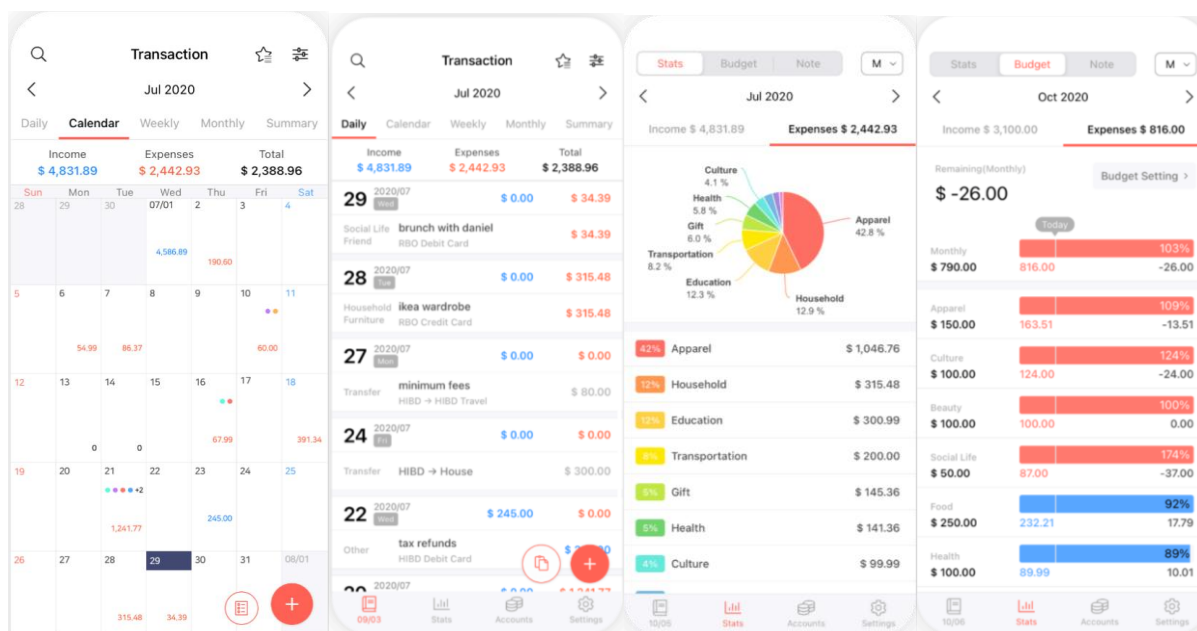 Transaction
Jul 2020
Daily Calendar Weekly Monthly Summary
Income Expenses Total
$ 4,831.89 $ 2,442.93 $ 2,388.96
Sun Mon Tue Wed Thu Fri Sat
28 29 30 07/01 2 3 4
4,586.89
190.60
5 6 7 8 9 10 11
54.99 86.37 60.00
12 13 14 15 16 17 18
0 0 67.99 391.34
19 20 21 22 23 24 25
+2
1,241.77
245.00
26 27 28 29 30 31 08/01
315.48 34.39
Transaction
Jul 2020
Daily Calendar Weekly Monthly Summary
Income Expenses Total
$ 4,831.89 $ 2,442.93 $ 2,388.96
29 2020/07 Wed $ 0.00 $ 34.39
Social Life brunch with daniel
Friend RBO Debit Card $ 34.39
28 2020/07 Tue $ 0.00 $ 315.48
Household ikea wardrobe
Furniture RBO Credit Card $ 315.48
27 2020/07 Mon $ 0.00 $ 0.00
Transfer minimum fees $ 80.00
HIBD → HIBD Travel
24 2020/07 Fri $ 0.00 $ 0.00
Transfer HIBD → House $ 300.00
22 2020/07 Wed $ 245.00 $ 0.00
Other tax refunds
HIBD Debit Card
2020/07
09/03 Stats Accounts Settings
Stats Budget Note M
Jul 2020
Income $ 4,831.89 Expenses $ 2,442.93
Culture
4.1 %
Health
5.8 %
Gift
6.0 %
Transportation
8.2 %
Education
12.3 %
Apparel
42.8 %
Household
12.9 %
42% Apparel $ 1,046.76
12% Household $ 315.48
12% Education $ 300.99
8% Transportation $ 200.00
5% Gift $ 145.36
5% Health $ 141.36
4% Culture $ 99.99
10/06 Stats Accounts Settings
Stats Budget Note M
Oct 2020
Income $ 3,100.00 Expenses $ 816.00
Remaining(Monthly)
$ -26.00
Budget Setting >
Today
Monthly 103%
$ 790.00 816.00 -26.00
Apparel 109%
$ 150.00 163.51 -13.51
Culture 124%
$ 100.00 124.00 -24.00
Beauty 100%
$ 100.00 100.00 0.00
Social Life 174%
$ 50.00 87.00 -37.00
Food 92%
$ 250.00 232.21 17.79
Health 89%
$ 100.00 89.99 10.01
10/06 Stats Accounts Settings